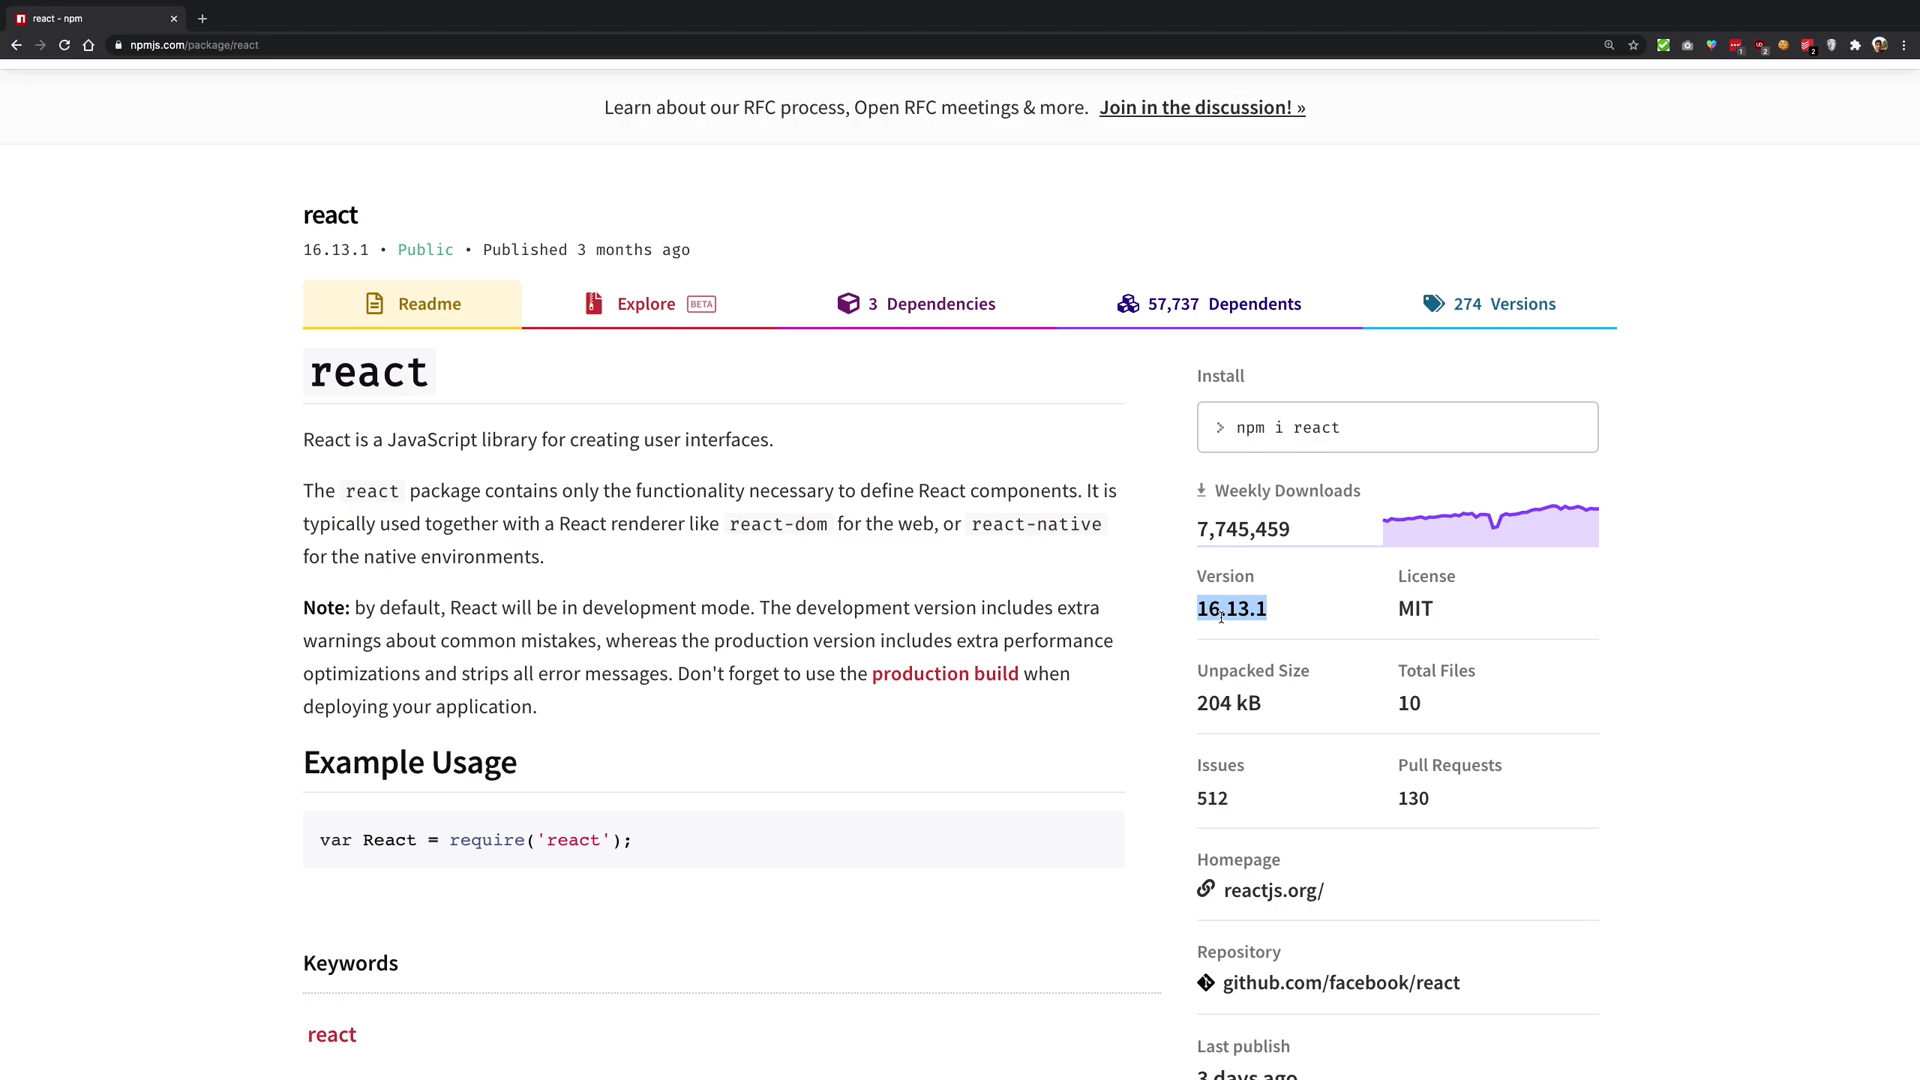 react - npm
npmjs.com/package/react
Learn about our RFC process, Open RFC meetings & more. Join in the discussion! »
react
16.13.1 • Public • Published 3 months ago
Readme
Explore BETA
3 Dependencies
57,737 Dependents
274 Versions
react
React is a JavaScript library for creating user interfaces.
The react package contains only the functionality necessary to define React components. It is
typically used together with a React renderer like react-dom for the web, or react-native
for the native environments.
Note: by default, React will be in development mode. The development version includes extra
warnings about common mistakes, whereas the production version includes extra performance
optimizations and strips all error messages. Don't forget to use the production build when
deploying your application.
Example Usage
var React = require('react');
Keywords
react
Install
> npm i react
Weekly Downloads
7,745,459
Version License
16.13.1 MIT
Unpacked Size Total Files
204 kB 10
Issues Pull Requests
512 130
Homepage
reactjs.org/
Repository
github.com/facebook/react
Last publish
3 days ago